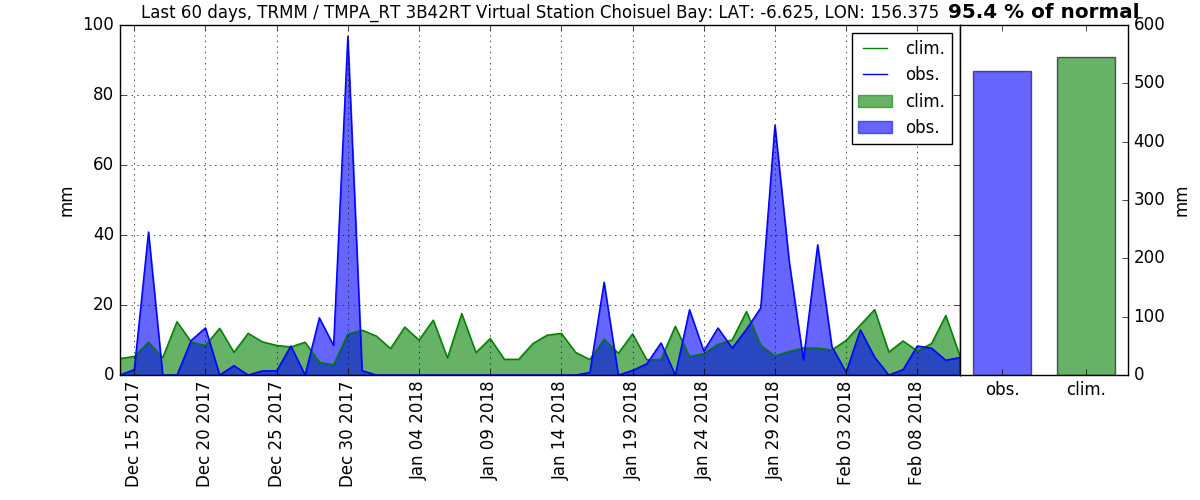 Last 60 days, TRMM / TMPA_RT 3B42RT Virtual Station Choisuel Bay: LAT: -6.625, LON: 156.375
95.4 % of normal
100
80
60
40
20
0
mm
clim.
obs.
clim.
obs.
Dec 15 2017
Dec 20 2017
Dec 25 2017
Dec 30 2017
Jan 04 2018
Jan 09 2018
Jan 14 2018
Jan 19 2018
Jan 24 2018
Jan 29 2018
Feb 03 2018
Feb 08 2018
600
500
400
300
200
100
0
mm
obs.
clim.